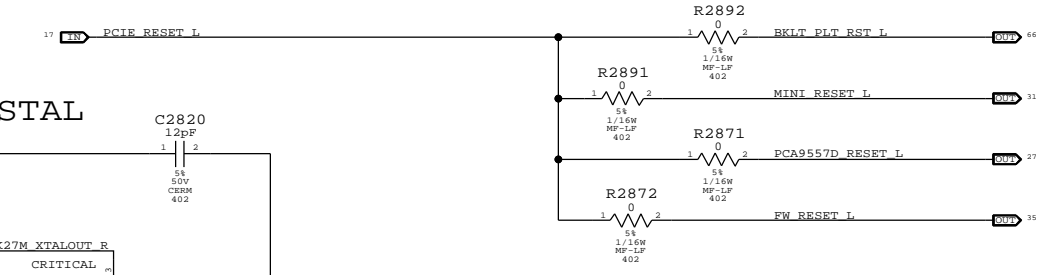 R2892
0
17 IN PCIE_RESET_L 1 2 BKLT_PLT_RST_L OUT 66
5%
1/16W
MF-LF
402
R2891
0
1 2 MINI_RESET_L OUT 31
5%
1/16W
MF-LF
402
STAL
C2820
12pF
1 2
5%
50V
CERM
402
R2871
0
1 2 PCA9557D_RESET_L OUT 27
5%
1/16W
MF-LF
402
R2872
0
1 2 FW_RESET_L OUT 35
5%
1/16W
MF-LF
402
K27M_XTALOUT_R
CRITICAL 3